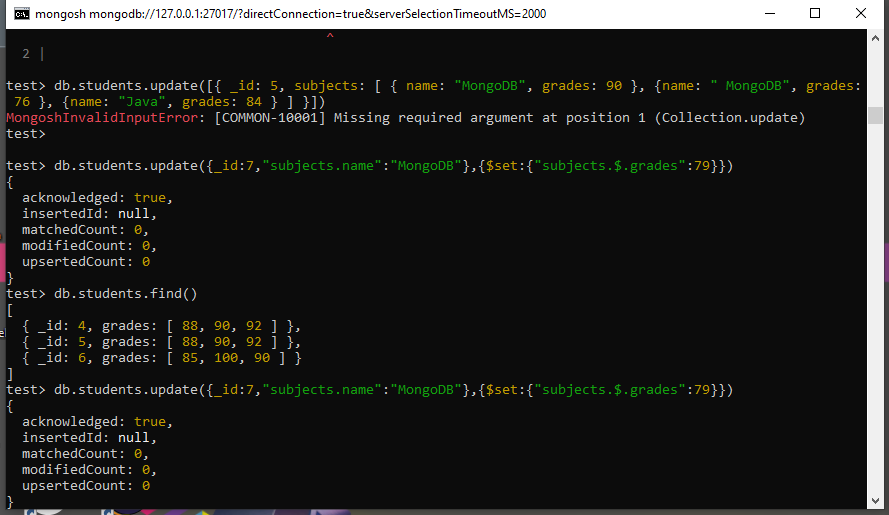 mongosh mongodb://127.0.0.1:27017/?directConnection=true&serverSelectionTimeoutMS=2000
^
2 |
test> db.students.update([{ _id: 5, subjects: [ { name: "MongoDB", grades: 90 }, {name: " MongoDB", grades:
76 }, {name: "Java", grades: 84 } ] }])
MongoshInvalidInputError: [COMMON-10001] Missing required argument at position 1 (Collection.update)
test>
test> db.students.update({_id:7,"subjects.name":"MongoDB"},{$set:{"subjects.$.grades":79}})
{
acknowledged: true,
insertedId: null,
matchedCount: 0,
modifiedCount: 0,
upsertedCount: 0
}
test> db.students.find()
[
{ _id: 4, grades: [ 88, 90, 92 ] },
{ _id: 5, grades: [ 88, 90, 92 ] },
{ _id: 6, grades: [ 85, 100, 90 ] }
]
test> db.students.update({_id:7,"subjects.name":"MongoDB"},{$set:{"subjects.$.grades":79}})
{
acknowledged: true,
insertedId: null,
matchedCount: 0,
modifiedCount: 0,
upsertedCount: 0
}